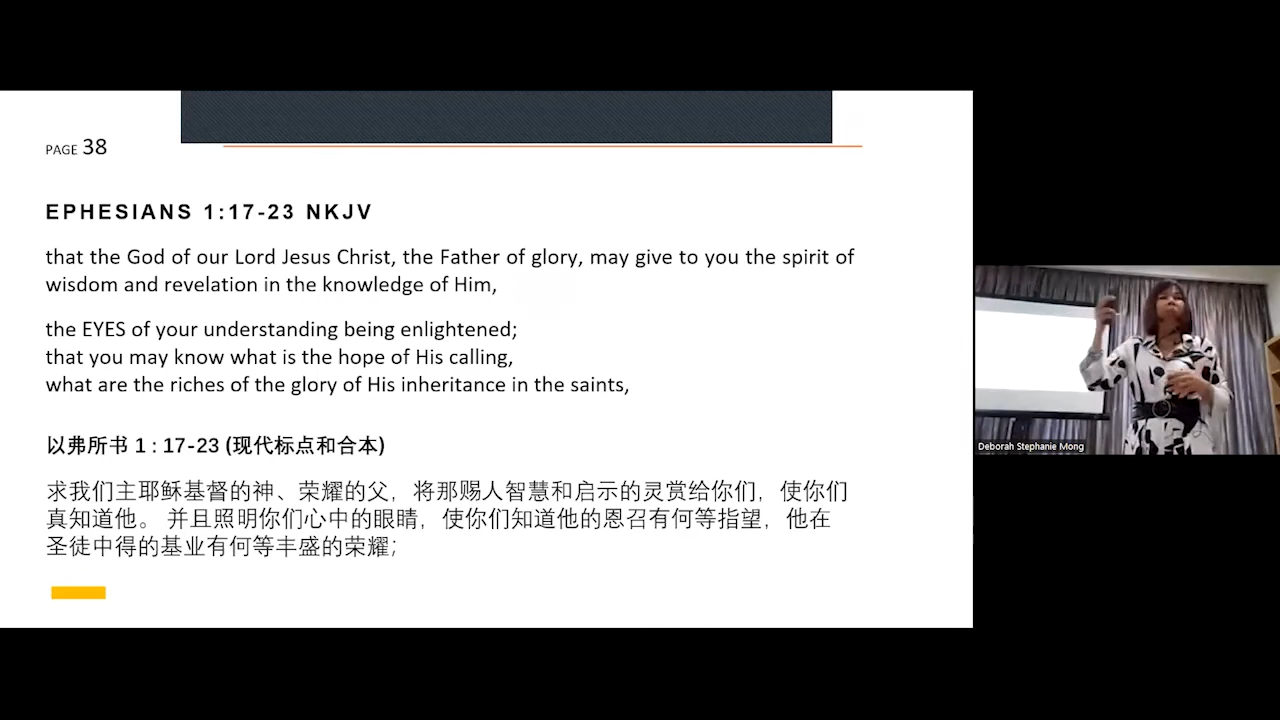 PAGE 38
EPHESIANS 1:17-23 NKJV
that the God of our Lord Jesus Christ, the Father of glory, may give to you the spirit of
wisdom and revelation in the knowledge of Him,
the EYES of your understanding being enlightened;
that you may know what is the hope of His calling,
what are the riches of the glory of His inheritance in the saints,
以弗所书 1 : 17-23 (现代标点和合本)
求我们主耶稣基督的神、荣耀的父，将那赐人智慧和启示的灵赏给你们，使你们
真知道他。 并且照明你们心中的眼睛，使你们知道他的恩召有何等指望，他在
圣徒中得的基业有何等丰盛的荣耀;
Deborah Stephanie Mong